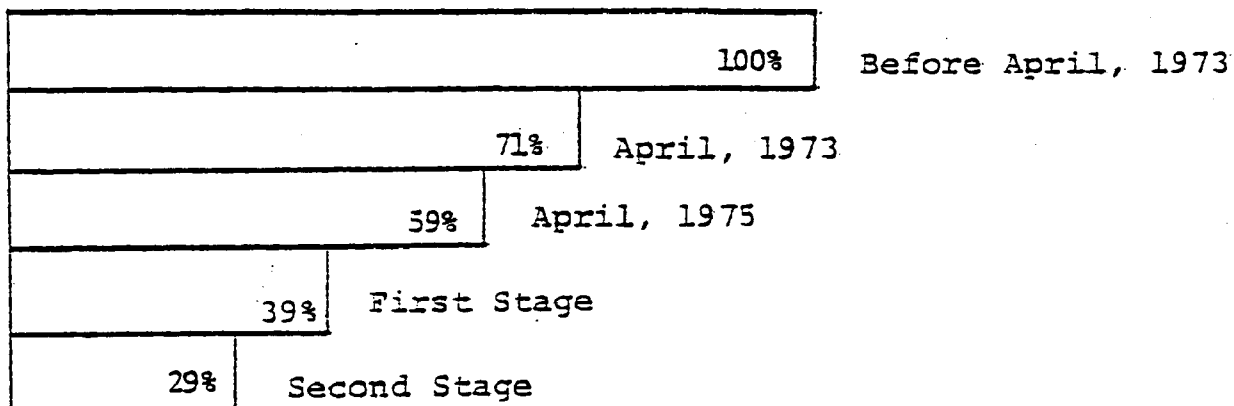 100% Before April, 1973
71% April, 1973
59% April, 1975
39% First Stage
29% Second Stage